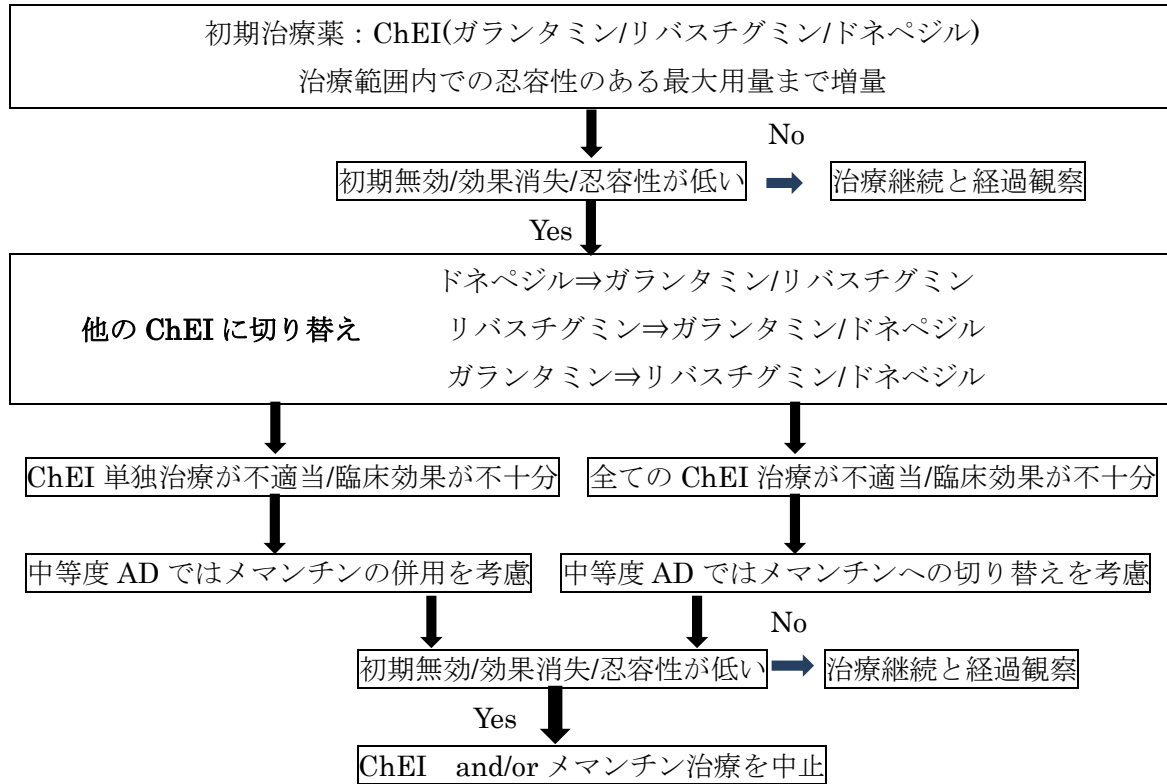 初期治療薬：ChEI(ガランタミン/リバスチグミン/ドネペジル)
治療範囲内での忍容性のある最大用量まで増量
No
初期無効/効果消失/忍容性が低い
治療継続と経過観察
Yes
他の ChEI に切り替え
ドネペジル⇒ガランタミン/リバスチグミン
リバスチグミン⇒ガランタミン/ドネペジル
ガランタミン⇒リバスチグミン/ドネベジル
ChEI 単独治療が不適当/臨床効果が不十分
全ての ChEI 治療が不適当/臨床効果が不十分
中等度 AD ではメマンチンの併用を考慮
中等度 AD ではメマンチンへの切り替えを考慮
No
初期無効/効果消失/忍容性が低い
治療継続と経過観察
Yes
ChEI and/or メマンチン治療を中止